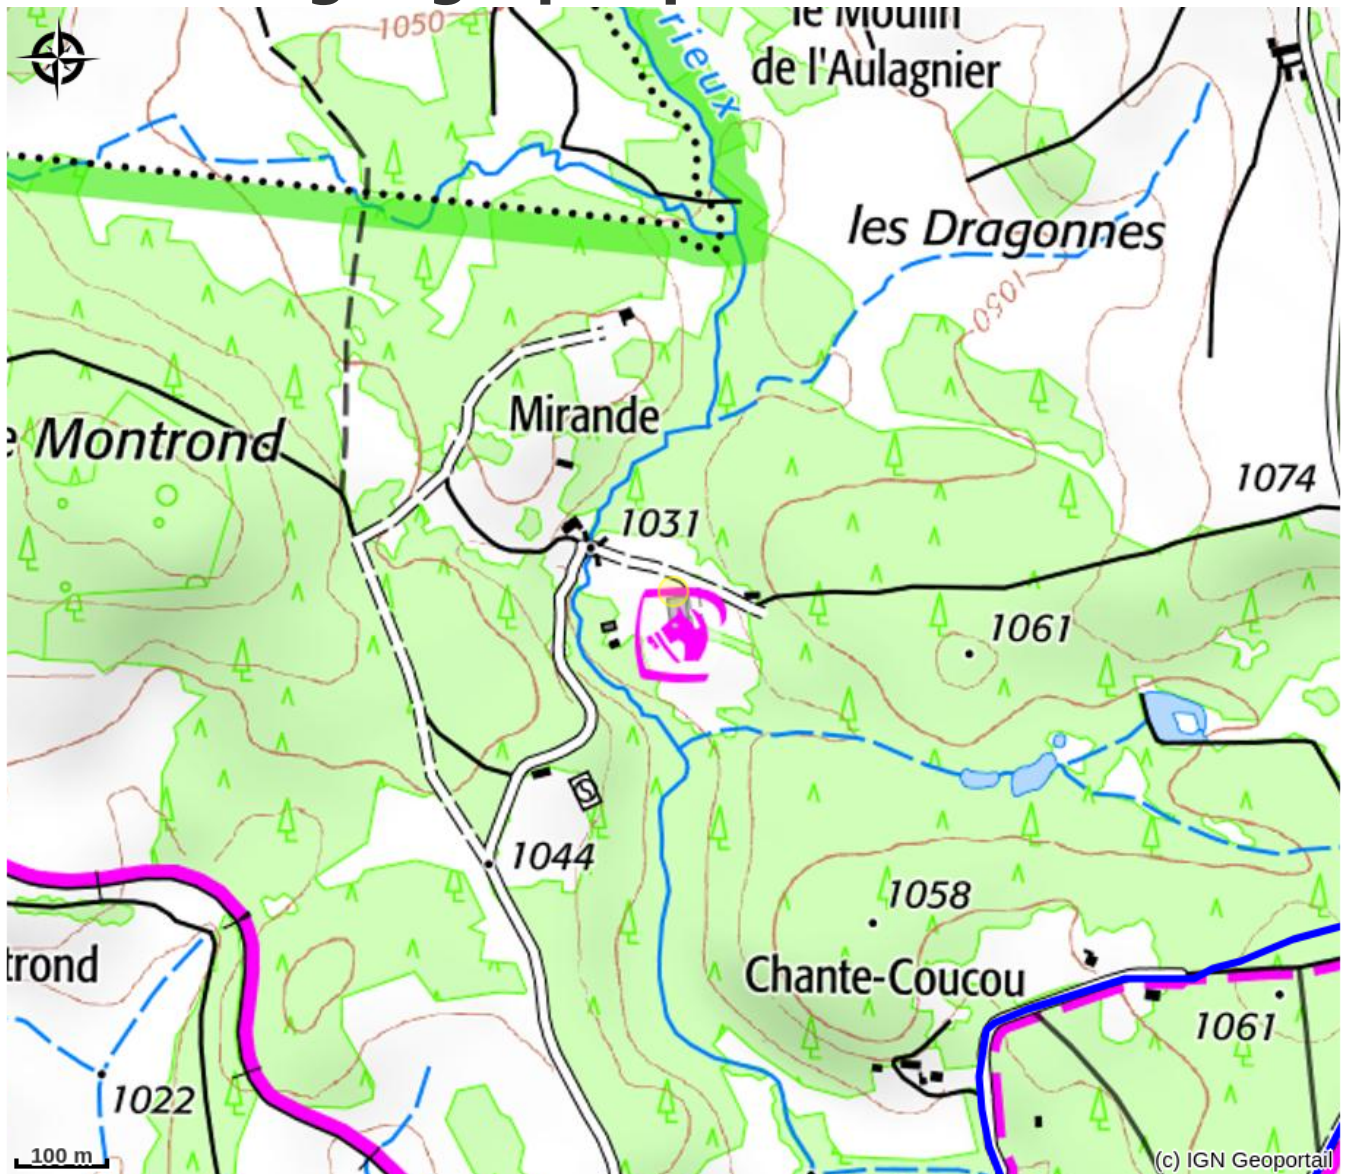 1050
rieux
le Moulin
de l'Aulagnier
les Dragonnes
1050
Mirande
Montrond
1074
1031
1061
1044
1058
trond
Chante-Coucou
1061
1022
100 m
(c) IGN Geoportail